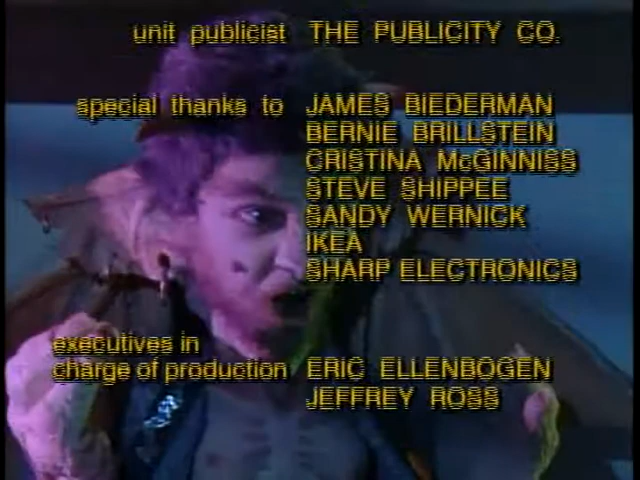 unit publicist THE PUBLICITY CO.
special thanks to JAMES BIEDERMAN
BERNIE BRILLSTEIN
CRISTINA McGINNISS
STEVE SHIPPEE
SANDY WERNICK
IKEA
SHARP ELECTRONICS
executives in
charge of production ERIC ELLENBOGEN
JEFFREY ROSS